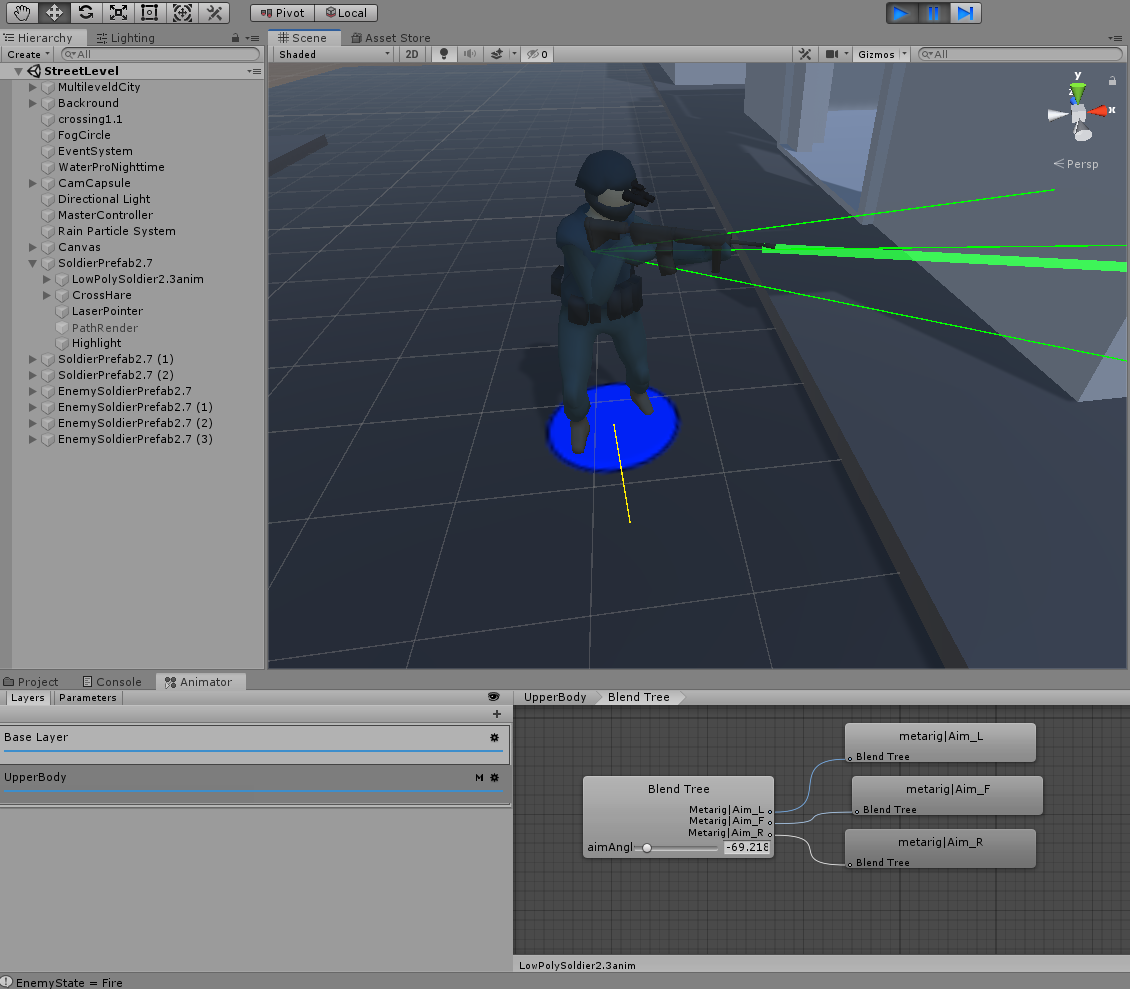 Pivot Local
Hierarchy Lighting
Create All
StreetLevel
MultileveldCity
Backround
crossing1.1
FogCircle
EventSystem
WaterProNighttime
CamCapsule
Directional Light
MasterController
Rain Particle System
Canvas
SoldierPrefab2.7
LowPolySoldier2.3anim
CrossHare
LaserPointer
PathRender
Highlight
SoldierPrefab2.7 (1)
SoldierPrefab2.7 (2)
EnemySoldierPrefab2.7
EnemySoldierPrefab2.7 (1)
EnemySoldierPrefab2.7 (2)
EnemySoldierPrefab2.7 (3)
Scene Asset Store
Shaded 2D 0 Gizmos All
y
z
x
Persp
Project Console Animator
Layers Parameters
Base Layer
UpperBody M
UpperBody Blend Tree
Blend Tree
Metarig|Aim_L
Metarig|Aim_F
Metarig|Aim_R
aimAngl -69.218
metarig|Aim_L
Blend Tree
metarig|Aim_F
Blend Tree
metarig|Aim_R
Blend Tree
LowPolySoldier2.3anim
EnemyState = Fire